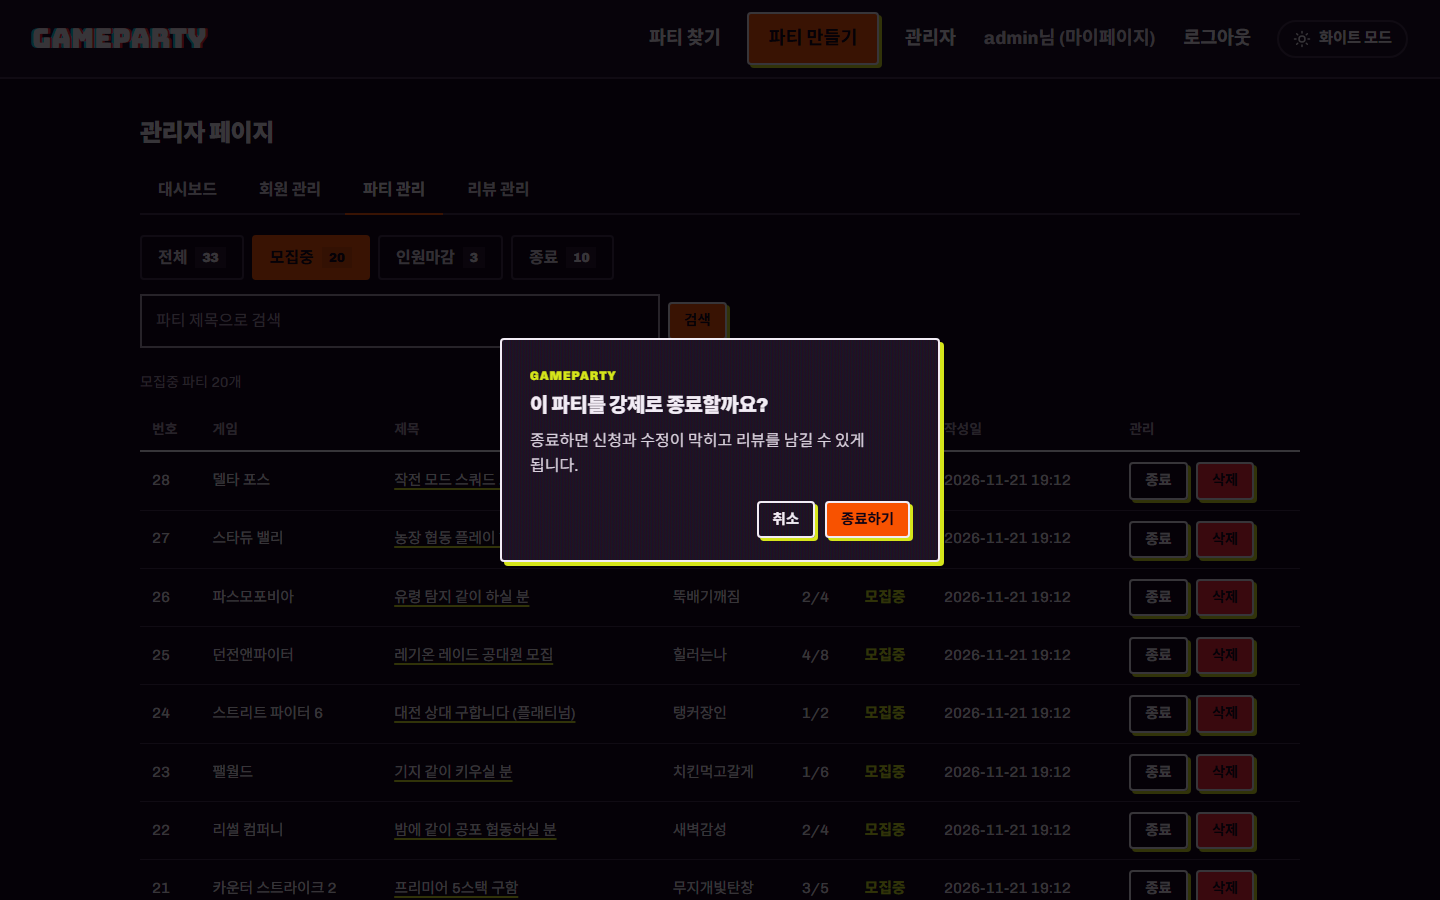 GAMEPARTY
파티 찾기
파티 만들기
관리자
admin님 (마이페이지)
로그아웃
화이트 모드
관리자 페이지
대시보드
회원 관리
파티 관리
리뷰 관리
전체 33
모집중 20
인원마감 3
종료 10
파티 제목으로 검색
검색
모집중 파티 20개
GAMEPARTY
이 파티를 강제로 종료할까요?
종료하면 신청과 수정이 막히고 리뷰를 남길 수 있게
됩니다.
취소
종료하기
번호 게임 제목 작성일 관리
28 델타 포스 작전 모드 스쿼드 2026-11-21 19:12 종료 삭제
27 스타듀 밸리 농장 협동 플레이 2026-11-21 19:12 종료 삭제
26 파스모포비아 유령 탐지 같이 하실 분 뚝배기깨짐 2/4 모집중 2026-11-21 19:12 종료 삭제
25 던전앤파이터 레기온 레이드 공대원 모집 힐러는나 4/8 모집중 2026-11-21 19:12 종료 삭제
24 스트리트 파이터 6 대전 상대 구합니다 (플래티넘) 탱커장인 1/2 모집중 2026-11-21 19:12 종료 삭제
23 팰월드 기지 같이 키우실 분 치킨먹고갈게 1/6 모집중 2026-11-21 19:12 종료 삭제
22 리썰 컴퍼니 밤에 같이 공포 협동하실 분 새벽감성 2/4 모집중 2026-11-21 19:12 종료 삭제
21 카운터 스트라이크 2 프리미어 5스택 구함 무지개빛탄창 3/5 모집중 2026-11-21 19:12 종료 삭제